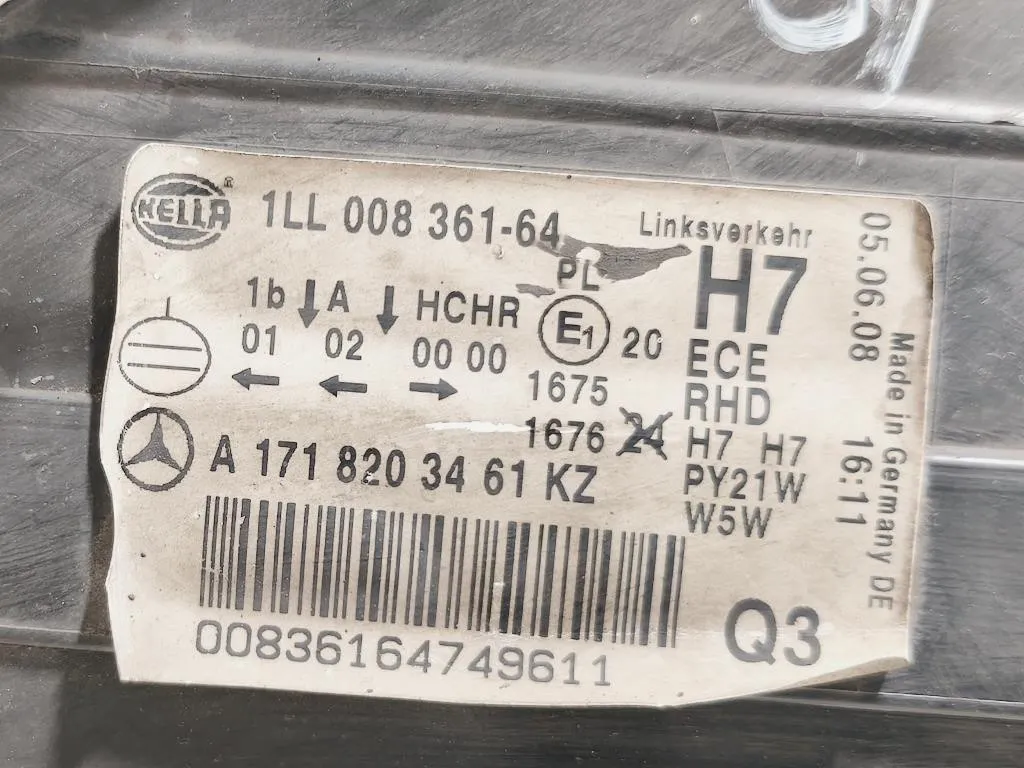 HELLA ® 1LL 008 361-64
Linksverkehr
H7
PL
1b A HCHR
01 02 00 00
E1 20
1675
1676
ECE
RHD
H7 H7
PY21W
W5W
A 171 820 34 61 KZ
00836164749611
Q3
05.06.08 16:11
Made in Germany DE